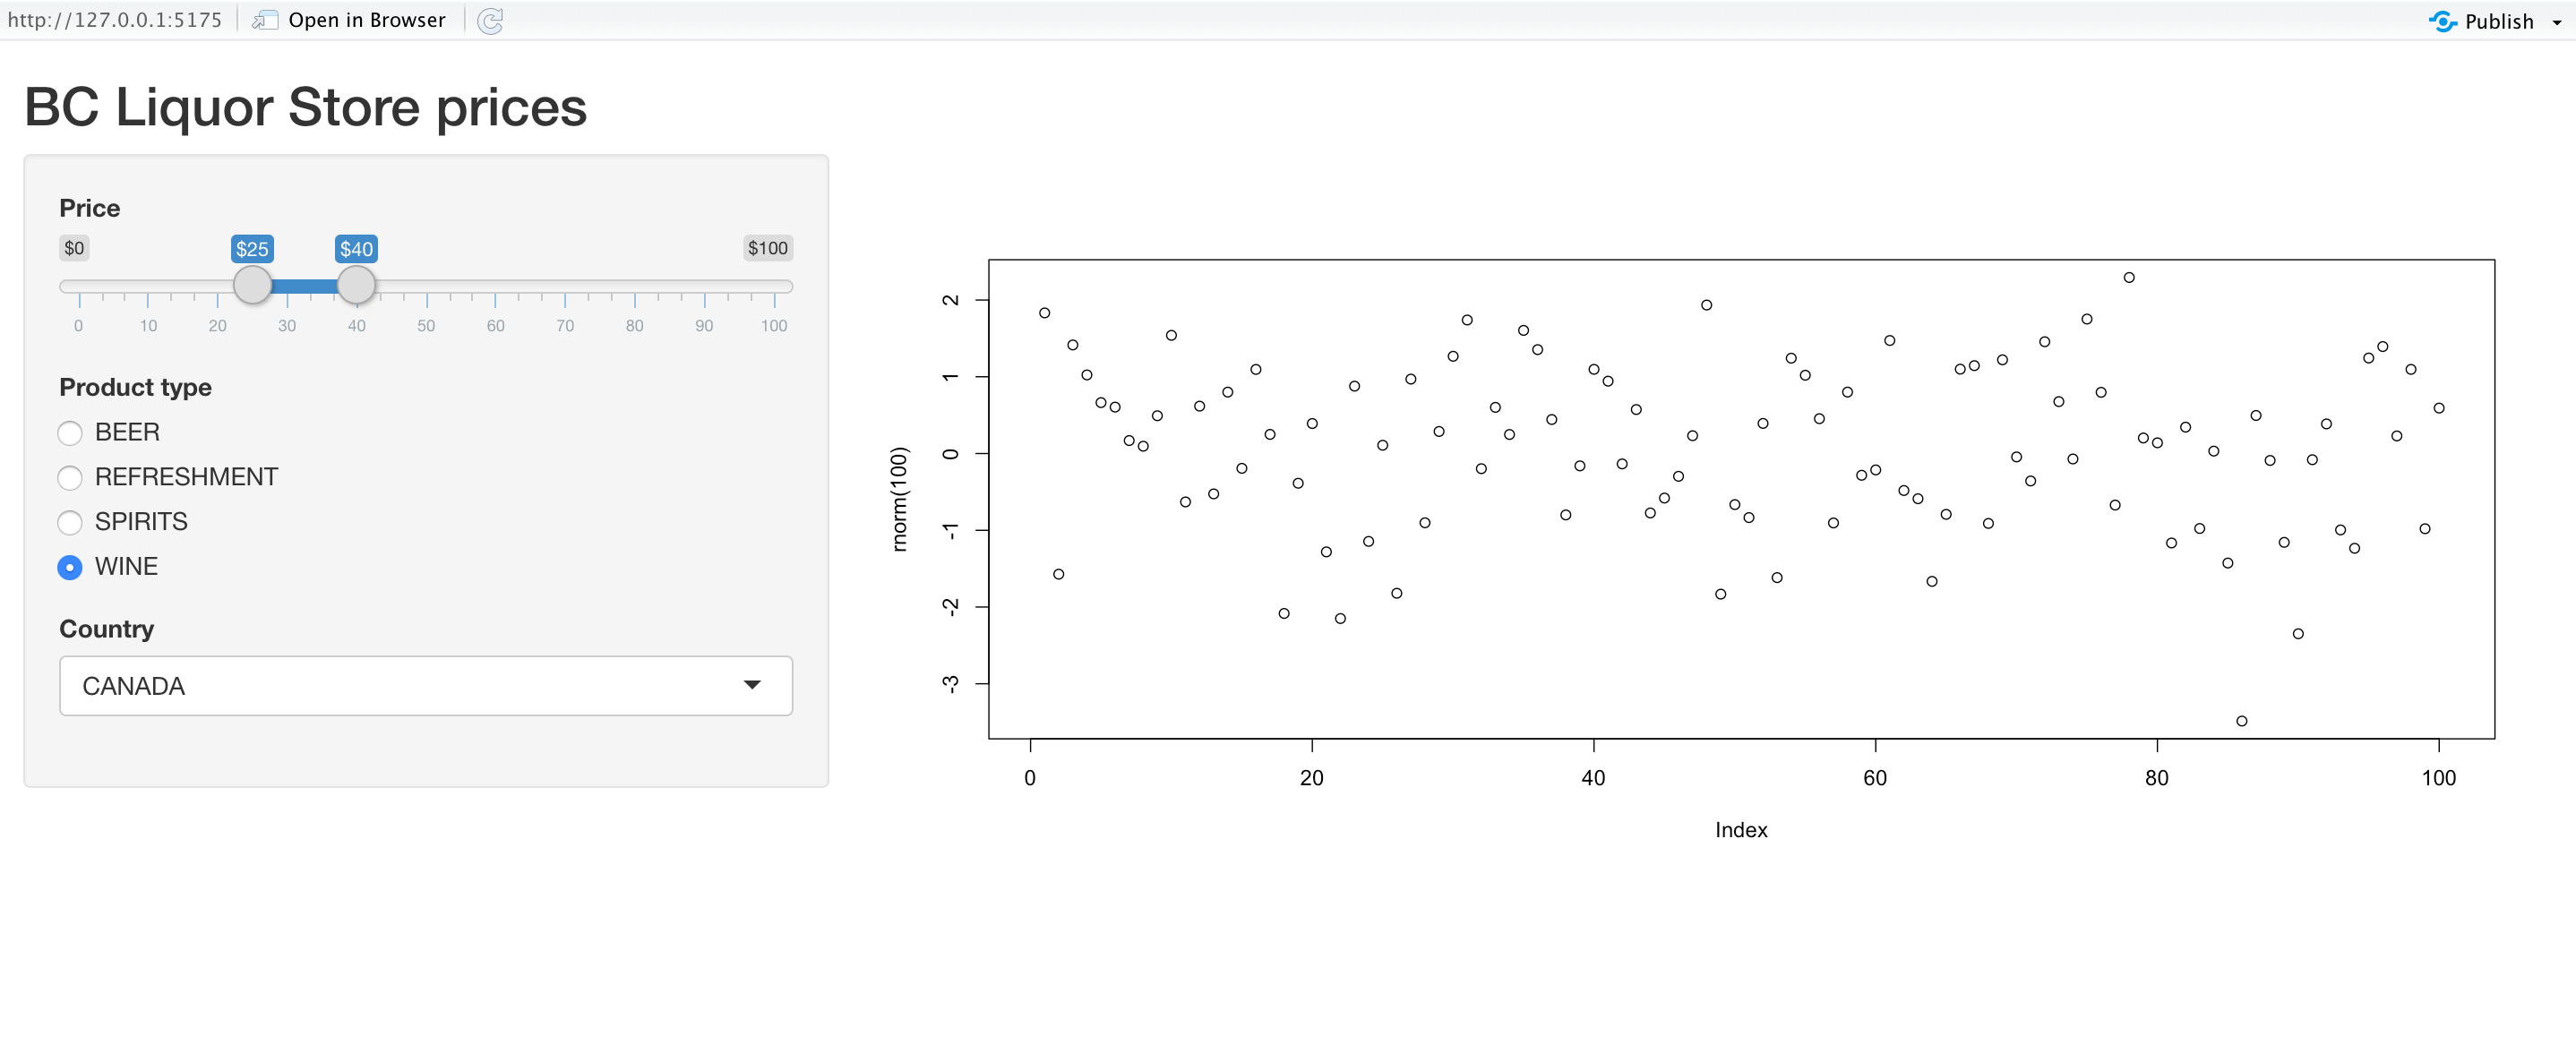 http://127.0.0.1:5175 Open in Browser Publish
BC Liquor Store prices
Price
$0 $25 $40 $100
0 10 20 30 40 50 60 70 80 90 100
Product type
BEER
REFRESHMENT
SPIRITS
WINE
Country
CANADA
rnorm(100)
2
1
0
-1
-2
-3
0 20 40 60 80 100
Index